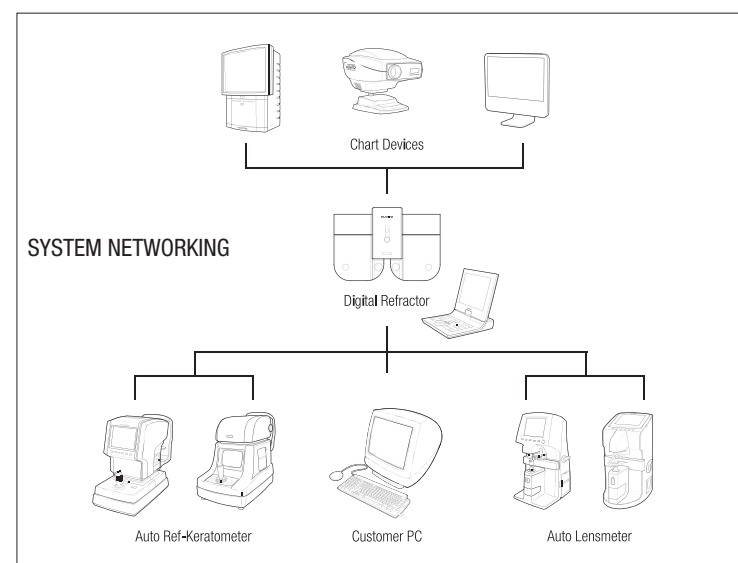 Chart Devices
SYSTEM NETWORKING
Digital Refractor
Auto Ref-Keratometer
Customer PC
Auto Lensmeter